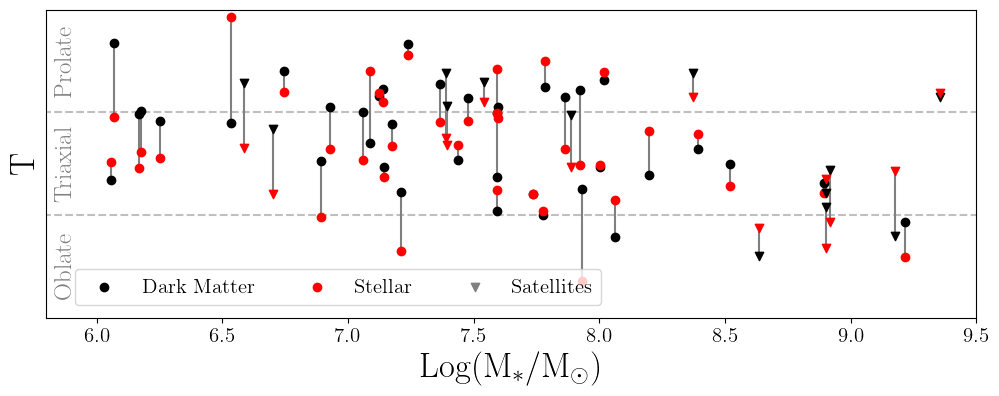 T
Prolate
Triaxial
Oblate
Dark Matter Stellar Satellites
6.0 6.5 7.0 7.5 8.0 8.5 9.0 9.5
Log(M*/M⊙)